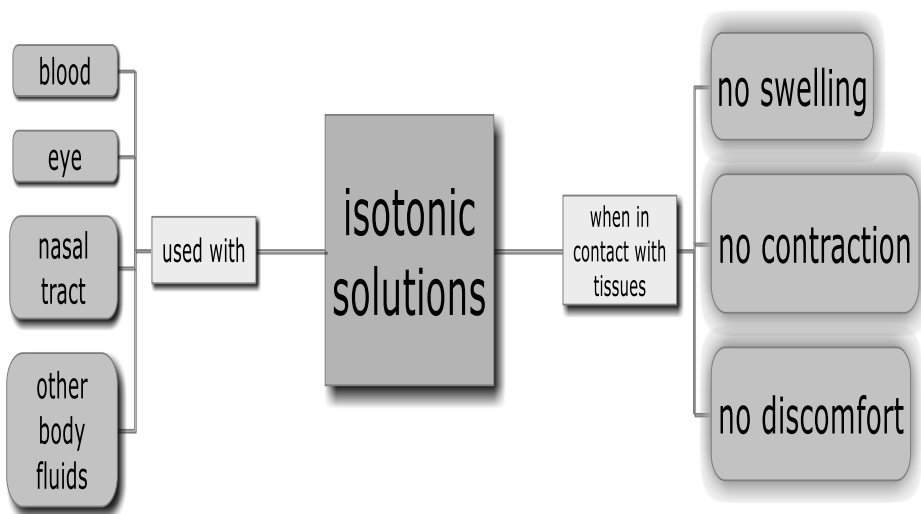 blood
eye
nasal
tract
other
body
fluids
used with
isotonic
solutions
when in
contact with
tissues
no swelling
no contraction
no discomfort